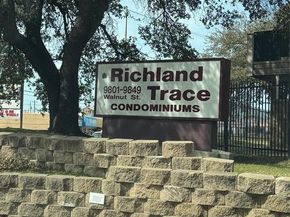 Richland
9801-9849
Walnut St.
Trace
CONDOMINIUMS